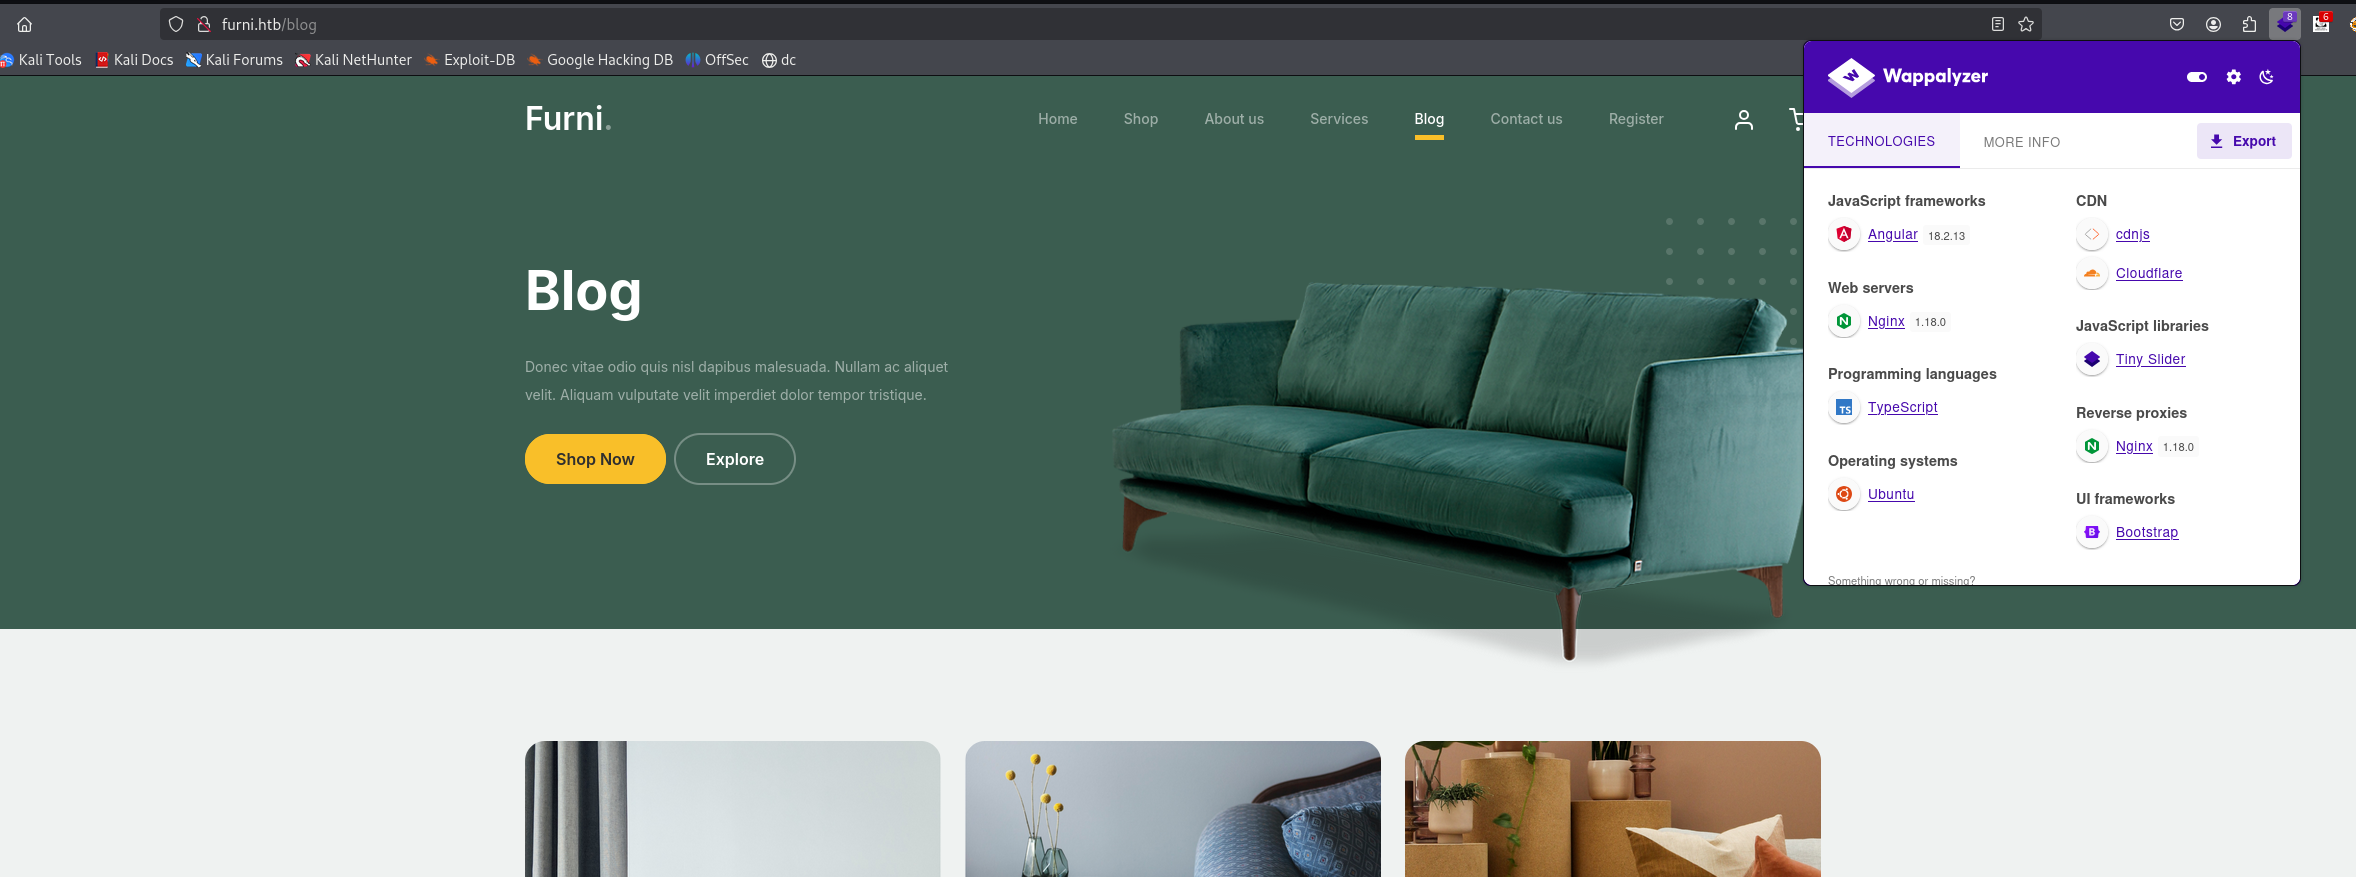 furni.htb/blog
8
6
Kali Tools Kali Docs Kali Forums Kali NetHunter Exploit-DB Google Hacking DB OffSec dc
Furni.
Home Shop About us Services Blog Contact us Register
Blog
Donec vitae odio quis nisl dapibus malesuada. Nullam ac aliquet
velit. Aliquam vulputate velit imperdiet dolor tempor tristique.
Shop Now Explore
Wappalyzer
TECHNOLOGIES MORE INFO Export
JavaScript frameworks
Angular 18.2.13
Web servers
Nginx 1.18.0
Programming languages
TS
TypeScript
Operating systems
Ubuntu
CDN
cdnjs
Cloudflare
JavaScript libraries
Tiny Slider
Reverse proxies
Nginx 1.18.0
UI frameworks
Bootstrap
Something wrong or missing?